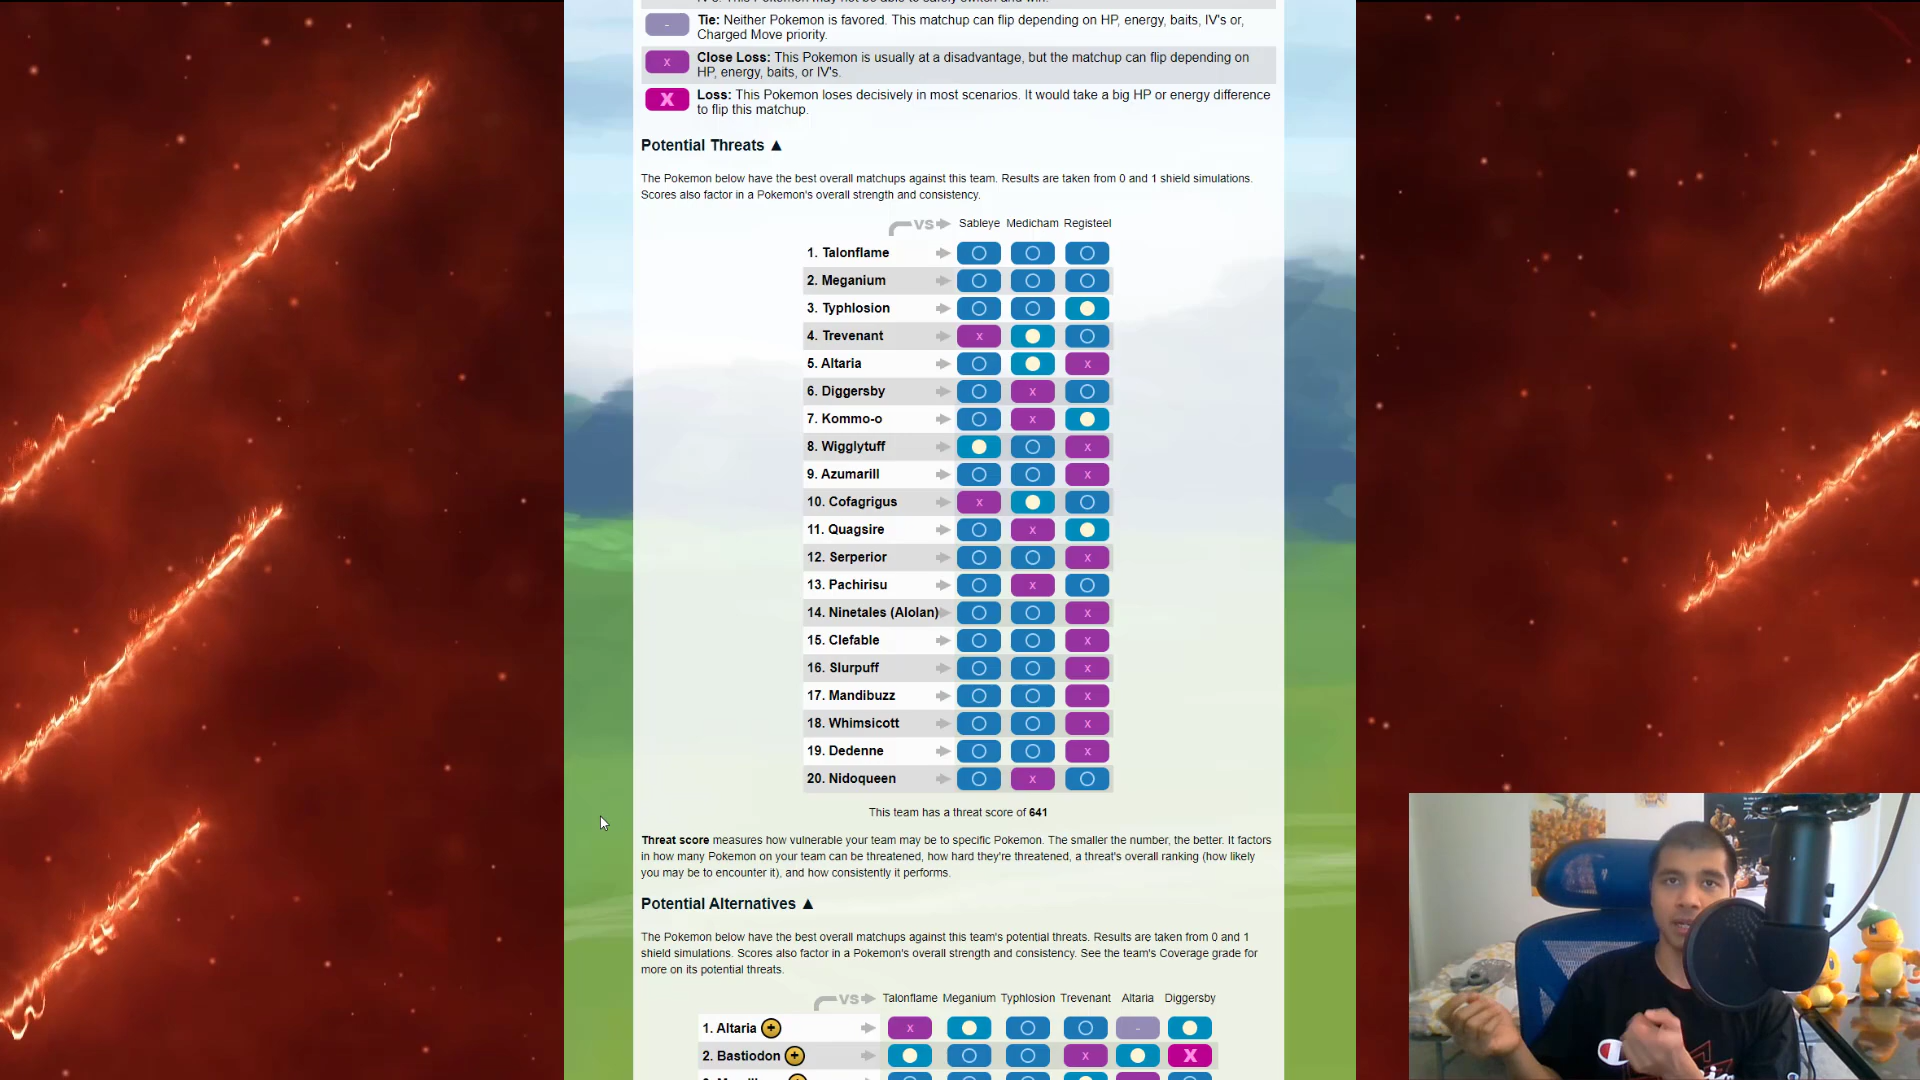 Tie: Neither Pokemon is favored. This matchup can flip depending on HP, energy, baits, IV's or,
Charged Move priority.
x Close Loss: This Pokemon is usually at a disadvantage, but the matchup can flip depending on
HP, energy, baits, or IV's.
X Loss: This Pokemon loses decisively in most scenarios. It would take a big HP or energy difference
to flip this matchup.
Potential Threats ▲
The Pokemon below have the best overall matchups against this team. Results are taken from 0 and 1 shield simulations.
Scores also factor in a Pokemon's overall strength and consistency.
VS Sableye Medicham Registeel
1. Talonflame
2. Meganium
3. Typhlosion
4. Trevenant x
5. Altaria x
6. Diggersby x
7. Kommo-o x
8. Wigglytuff x
9. Azumarill x
10. Cofagrigus x
11. Quagsire x
12. Serperior x
13. Pachirisu x
14. Ninetales (Alolan) x
15. Clefable x
16. Slurpuff x
17. Mandibuzz x
18. Whimsicott x
19. Dedenne x
20. Nidoqueen x
This team has a threat score of 641
Threat score measures how vulnerable your team may be to specific Pokemon. The smaller the number, the better. It factors
in how many Pokemon on your team can be threatened, how hard they're threatened, a threat's overall ranking (how likely
you may be to encounter it), and how consistently it performs.
Potential Alternatives ▲
The Pokemon below have the best overall matchups against this team's potential threats. Results are taken from 0 and 1
shield simulations. Scores also factor in a Pokemon's overall strength and consistency. See the team's Coverage grade for
more on its potential threats.
VS Talonflame Meganium Typhlosion Trevenant Altaria Diggersby
1. Altaria + x -
2. Bastiodon + x X